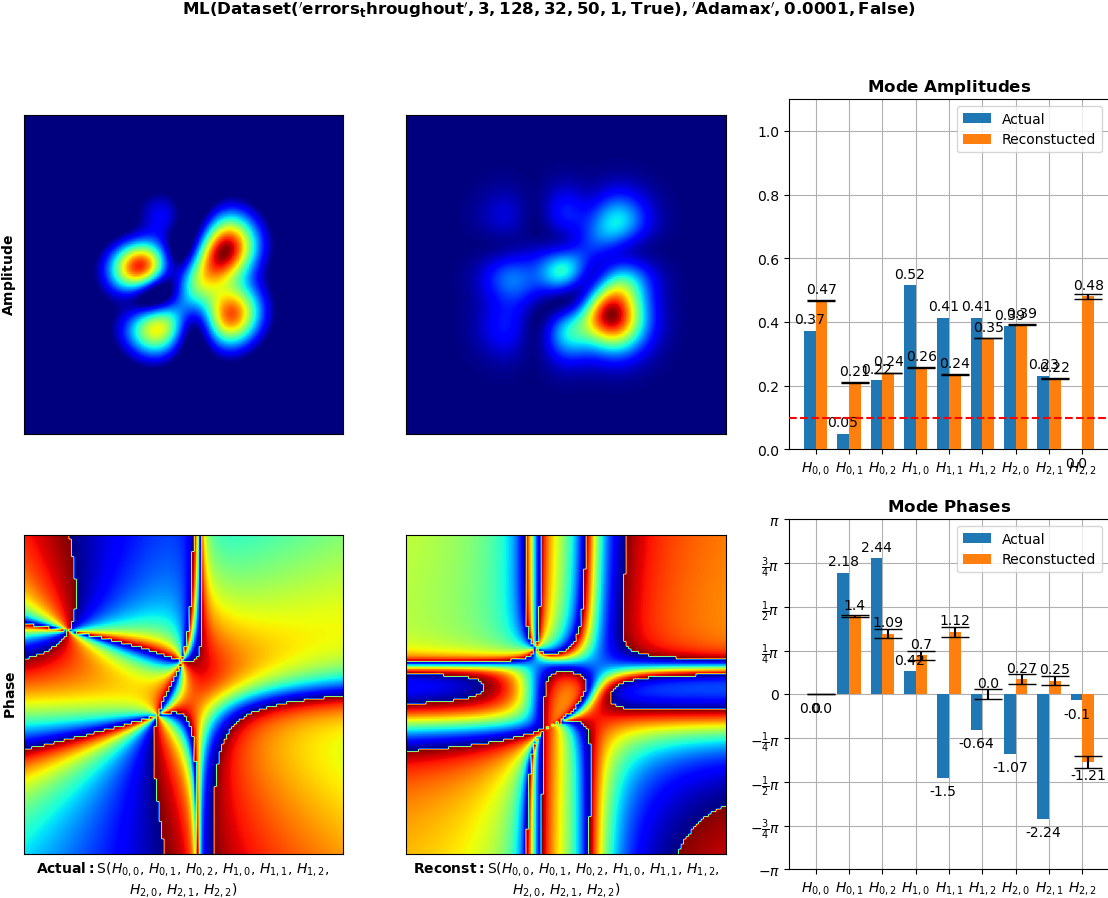 ML(Dataset('errors_throughout', 3, 128, 32, 50, 1, True), 'Adamax', 0.0001, False)
Amplitude
Mode Amplitudes
Actual
Reconstucted
1.0
0.8
0.6
0.4
0.2
0.0
0.37
0.47
0.05
0.21
0.22
0.24
0.52
0.26
0.41
0.24
0.41
0.35
0.39
0.39
0.23
0.22
0.0
0.48
H0,0 H0,1 H0,2 H1,0 H1,1 H1,2 H2,0 H2,1 H2,2
Phase
Actual: S(H0,0, H0,1, H0,2, H1,0, H1,1, H1,2,
H2,0, H2,1, H2,2)
Reconst: S(H0,0, H0,1, H0,2, H1,0, H1,1, H1,2,
H2,0, H2,1, H2,2)
Mode Phases
Actual
Reconstucted
π
3/4π
1/2π
1/4π
0
−1/4π
−1/2π
−3/4π
−π
0.0
0.0
2.18
1.4
2.44
1.09
0.42
0.7
-1.5
1.12
-0.64
0.0
-1.07
0.27
-2.24
0.25
-0.1
-1.21
H0,0 H0,1 H0,2 H1,0 H1,1 H1,2 H2,0 H2,1 H2,2